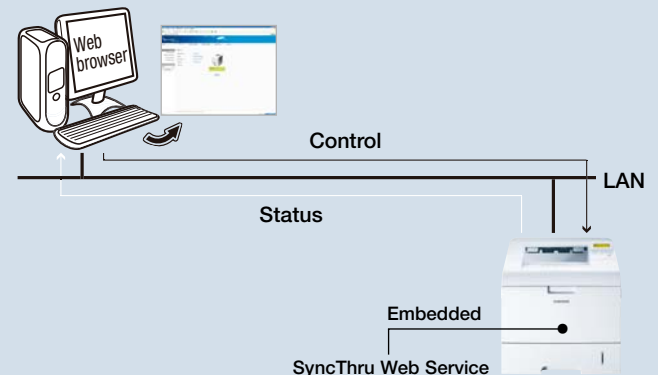 Web
browser
Control
LAN
Status
Embedded
SyncThru Web Service